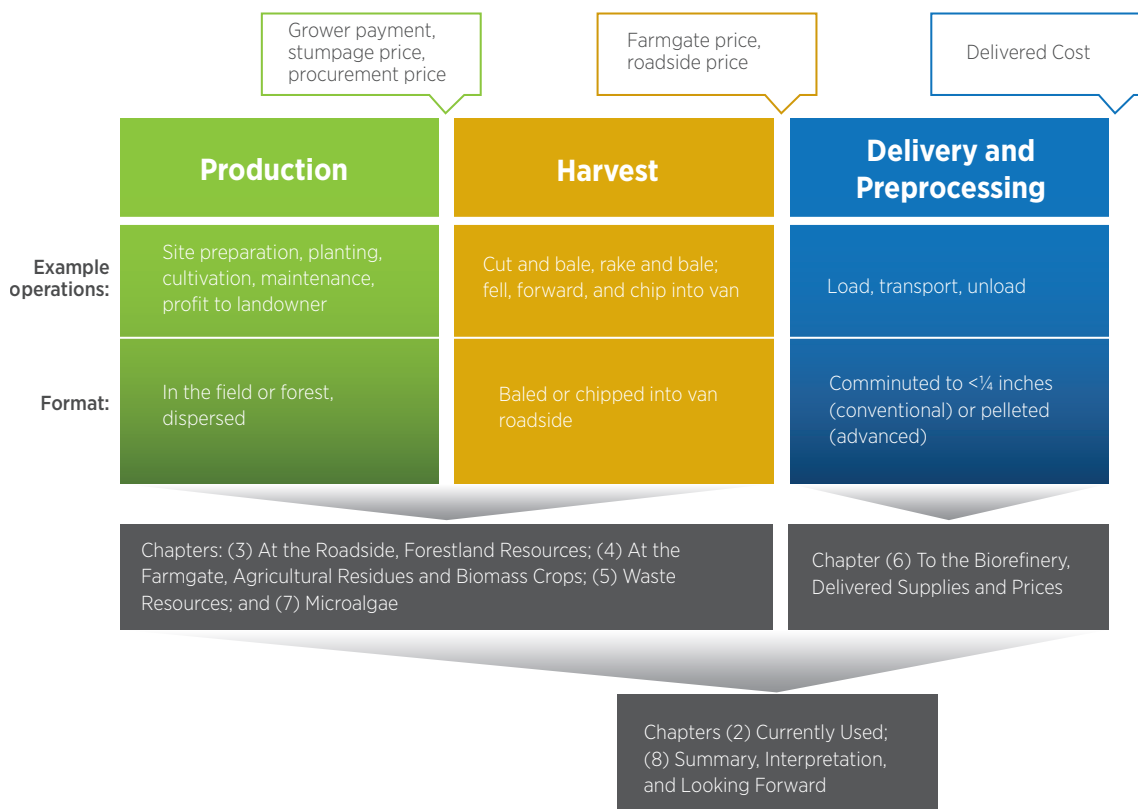 Grower payment,
stumpage price,
procurement price
Farmgate price,
roadside price
Delivered Cost
Production
Harvest
Delivery and
Preprocessing
Example
operations:
Site preparation, planting,
cultivation, maintenance,
profit to landowner
Cut and bale, rake and bale;
fell, forward, and chip into van
Load, transport, unload
Format:
In the field or forest,
dispersed
Baled or chipped into van
roadside
Comminuted to <¼ inches
(conventional) or pelleted
(advanced)
Chapters: (3) At the Roadside, Forestland Resources; (4) At the
Farmgate, Agricultural Residues and Biomass Crops; (5) Waste
Resources; and (7) Microalgae
Chapter (6) To the Biorefinery,
Delivered Supplies and Prices
Chapters (2) Currently Used;
(8) Summary, Interpretation,
and Looking Forward